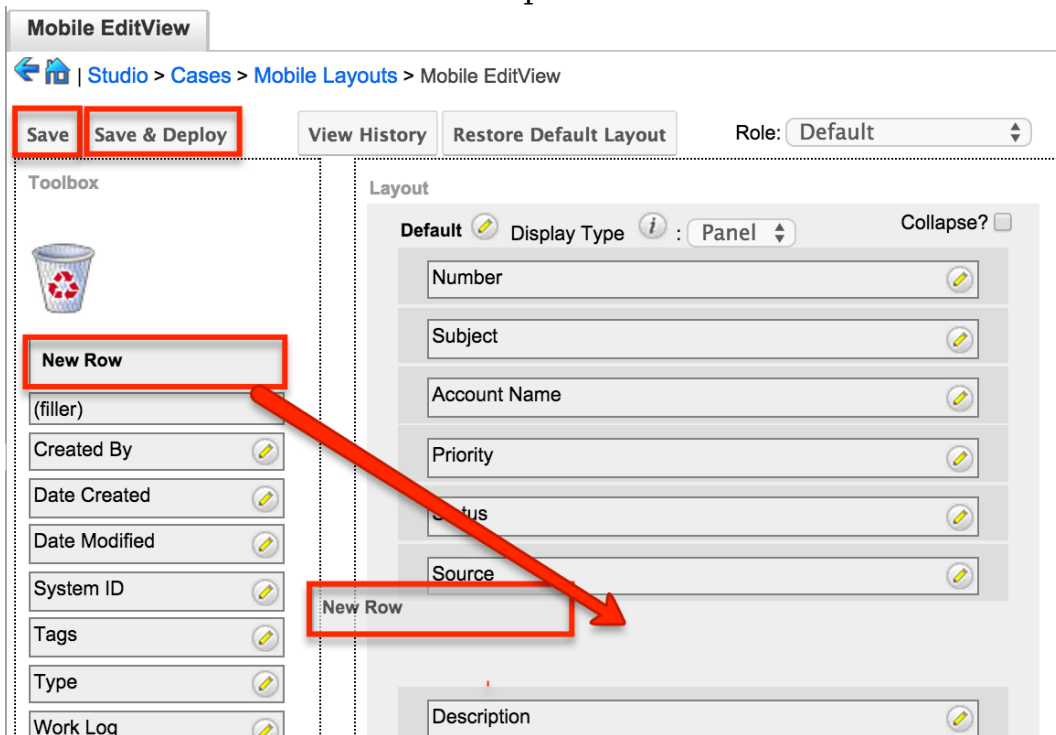 Mobile EditView
| Studio > Cases > Mobile Layouts > Mobile EditView
Save Save & Deploy View History Restore Default Layout Role: Default
Toolbox
New Row
(filler)
Created By
Date Created
Date Modified
System ID
Tags
Type
Work Log
Layout
Default Display Type i : Panel Collapse?
Number
Subject
Account Name
Priority
Status
Source
New Row
Description